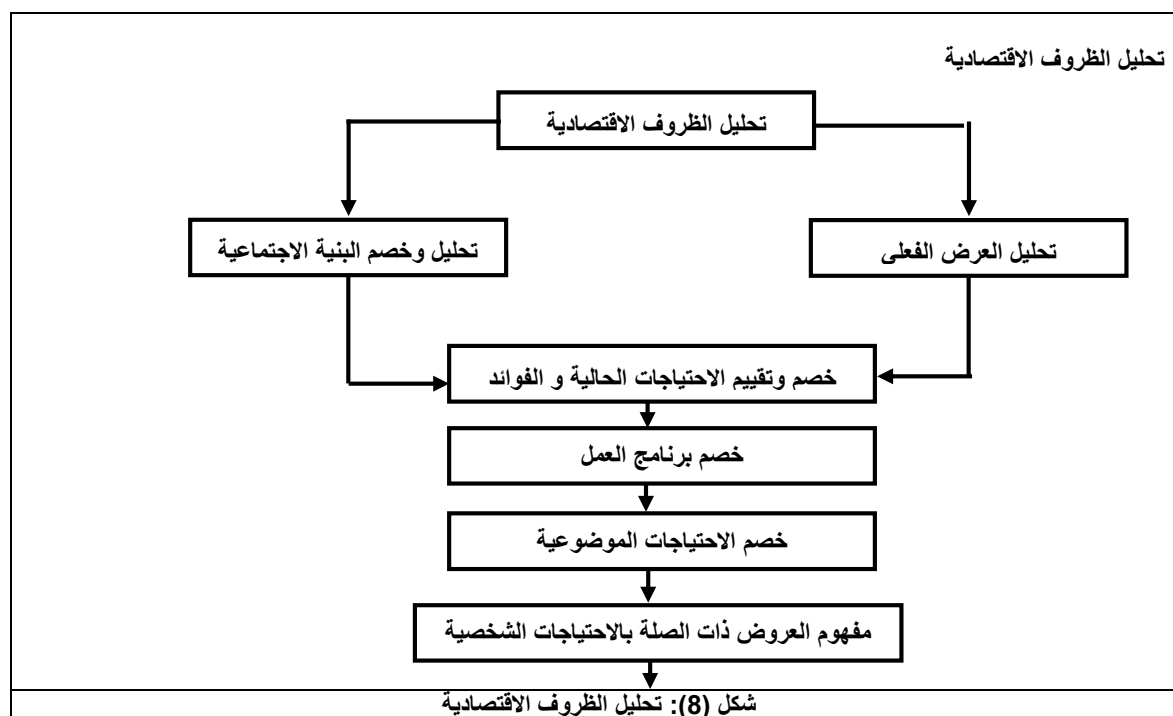 تحليل الظروف الاقتصادية
تحليل الظروف الاقتصادية
تحليل العرض الفعلى
تحليل وخصم البنية الاجتماعية
خصم وتقييم الاحتياجات الحالية و الفوائد
خصم برنامج العمل
خصم الاحتياجات الموضوعية
مفهوم العروض ذات الصلة بالاحتياجات الشخصية
شكل (8): تحليل الظروف الاقتصادية